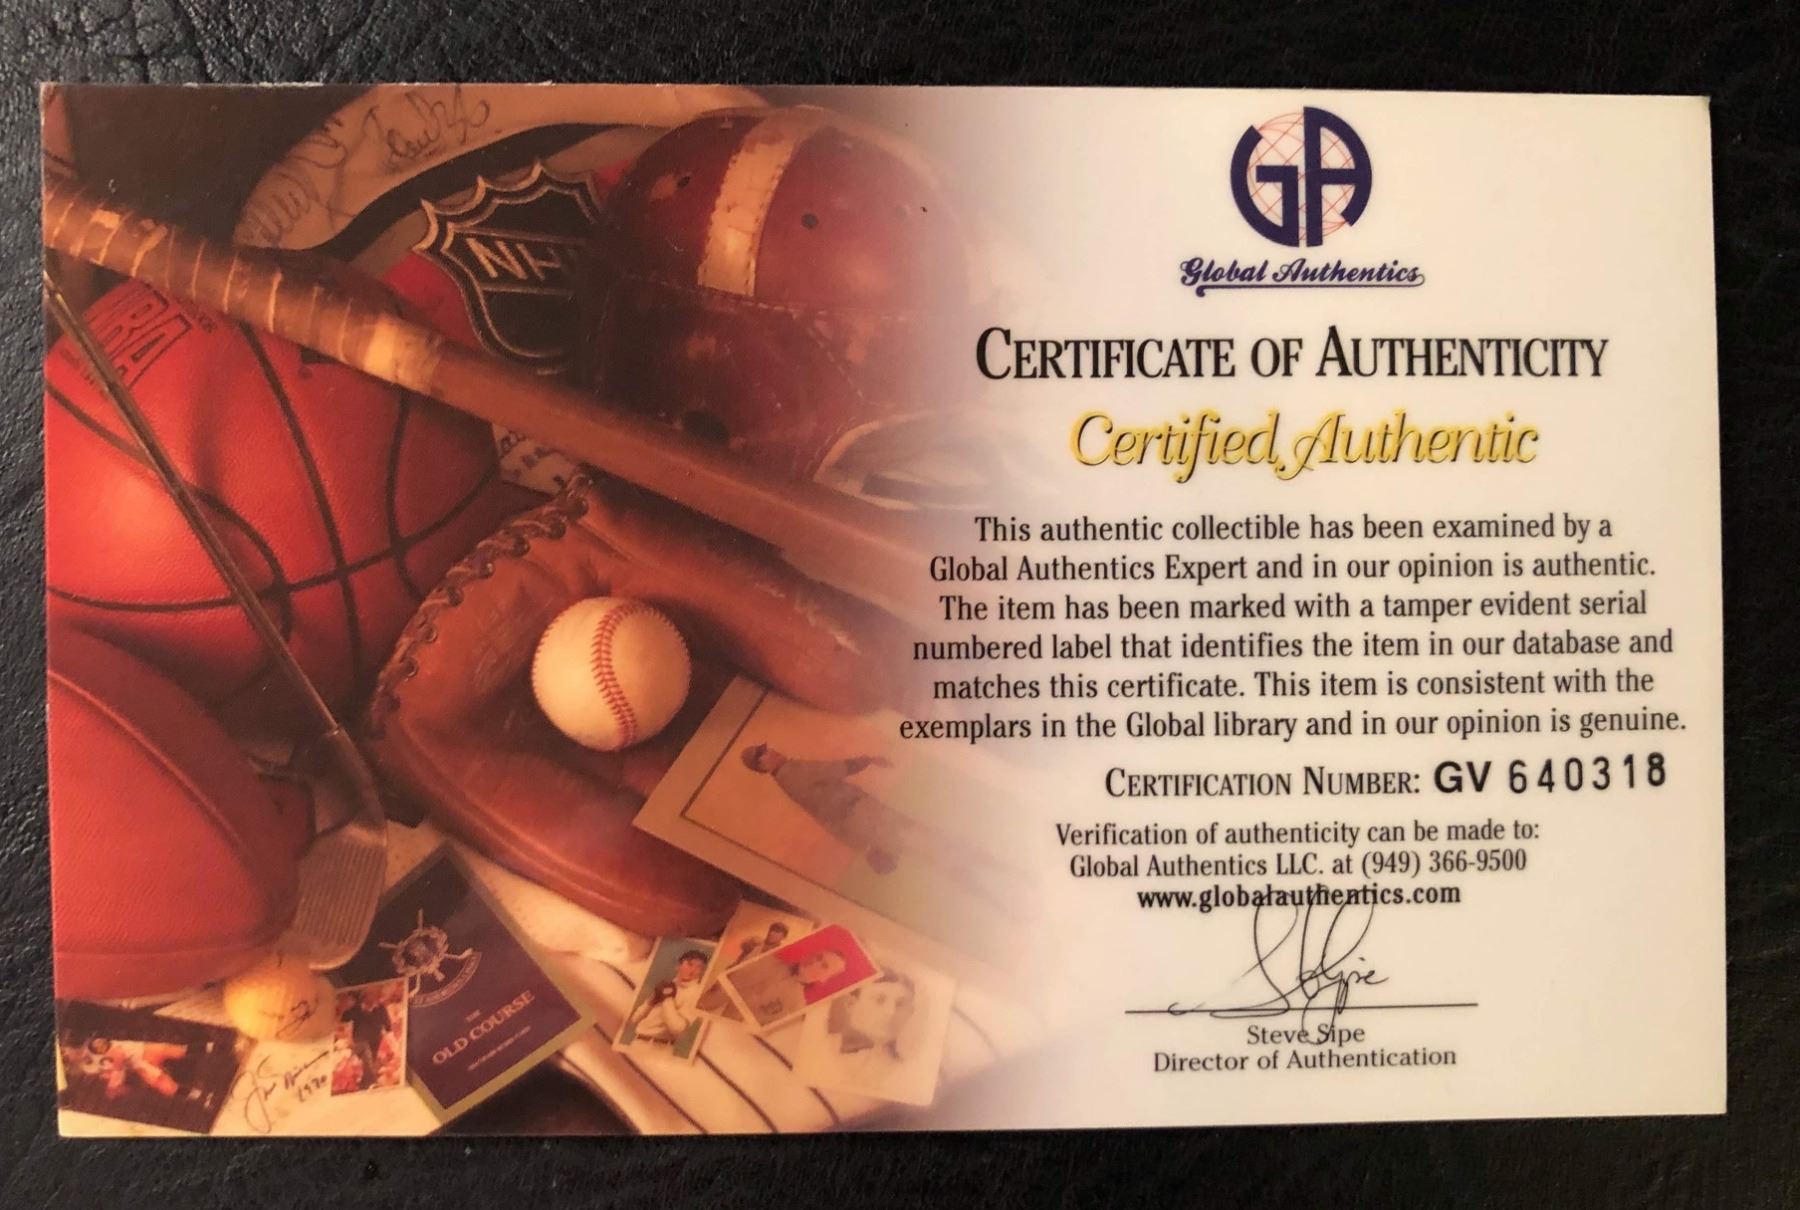 GA
Global Authentics
CERTIFICATE OF AUTHENTICITY
Certified Authentic
This authentic collectible has been examined by a
Global Authentics Expert and in our opinion is authentic.
The item has been marked with a tamper evident serial
numbered label that identifies the item in our database and
matches this certificate. This item is consistent with the
exemplars in the Global library and in our opinion is genuine.
CERTIFICATION NUMBER: GV 640318
Verification of authenticity can be made to:
Global Authentics LLC. at (949) 366-9500
www.globalauthentics.com
Steve Sipe
Director of Authentication
NH
THE
OLD COURSE
1970